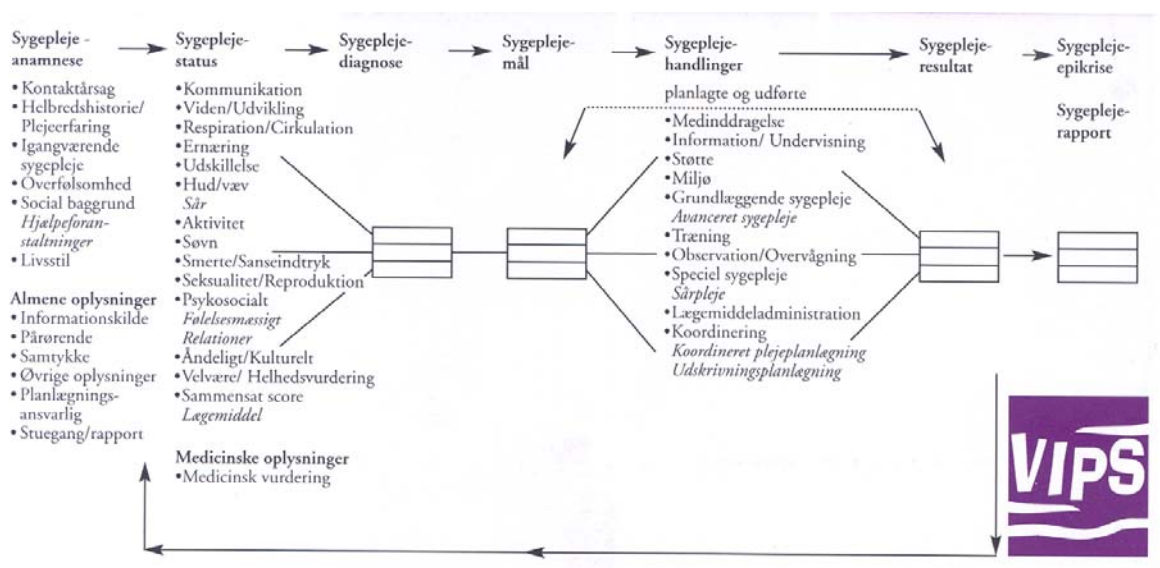 Sygepleje -
anamnese
• Kontaktårsag
• Helbredshistorie/
Plejeerfaring
• Igangværende
sygepleje
• Overfølsomhed
• Social baggrund
Hjælpeforan-
staltninger
• Livsstil
Almene oplysninger
• Informationskilde
• Pårørende
• Samtykke
• Øvrige oplysninger
• Planlægnings-
ansvarlig
• Stuegang/rapport
Sygepleje-
status
•Kommunikation
•Viden/Udvikling
•Respiration/Cirkulation
•Ernæring
•Udskillelse
•Hud/væv
Sår
•Aktivitet
•Søvn
•Smerte/Sanseindtryk
•Seksualitet/Reproduktion
•Psykosocialt
Følelsesmæssigt
Relationer
•Åndeligt/Kulturelt
•Velvære/ Helhedsvurdering
•Sammensat score
Lægemiddel
Medicinske oplysninger
•Medicinsk vurdering
Sygepleje-
diagnose
Sygepleje-
mål
Sygepleje-
handlinger
planlagte og udførte
•Medinddragelse
•Information/ Undervisning
•Støtte
•Miljø
•Grundlæggende sygepleje
Avanceret sygepleje
•Træning
•Observation/Overvågning
•Speciel sygepleje
Sårpleje
•Lægemiddeladministration
•Koordinering
Koordineret plejeplanlægning
Udskrivningsplanlægning
Sygepleje-
resultat
Sygepleje-
epikrise
Sygepleje-
rapport
VIPS